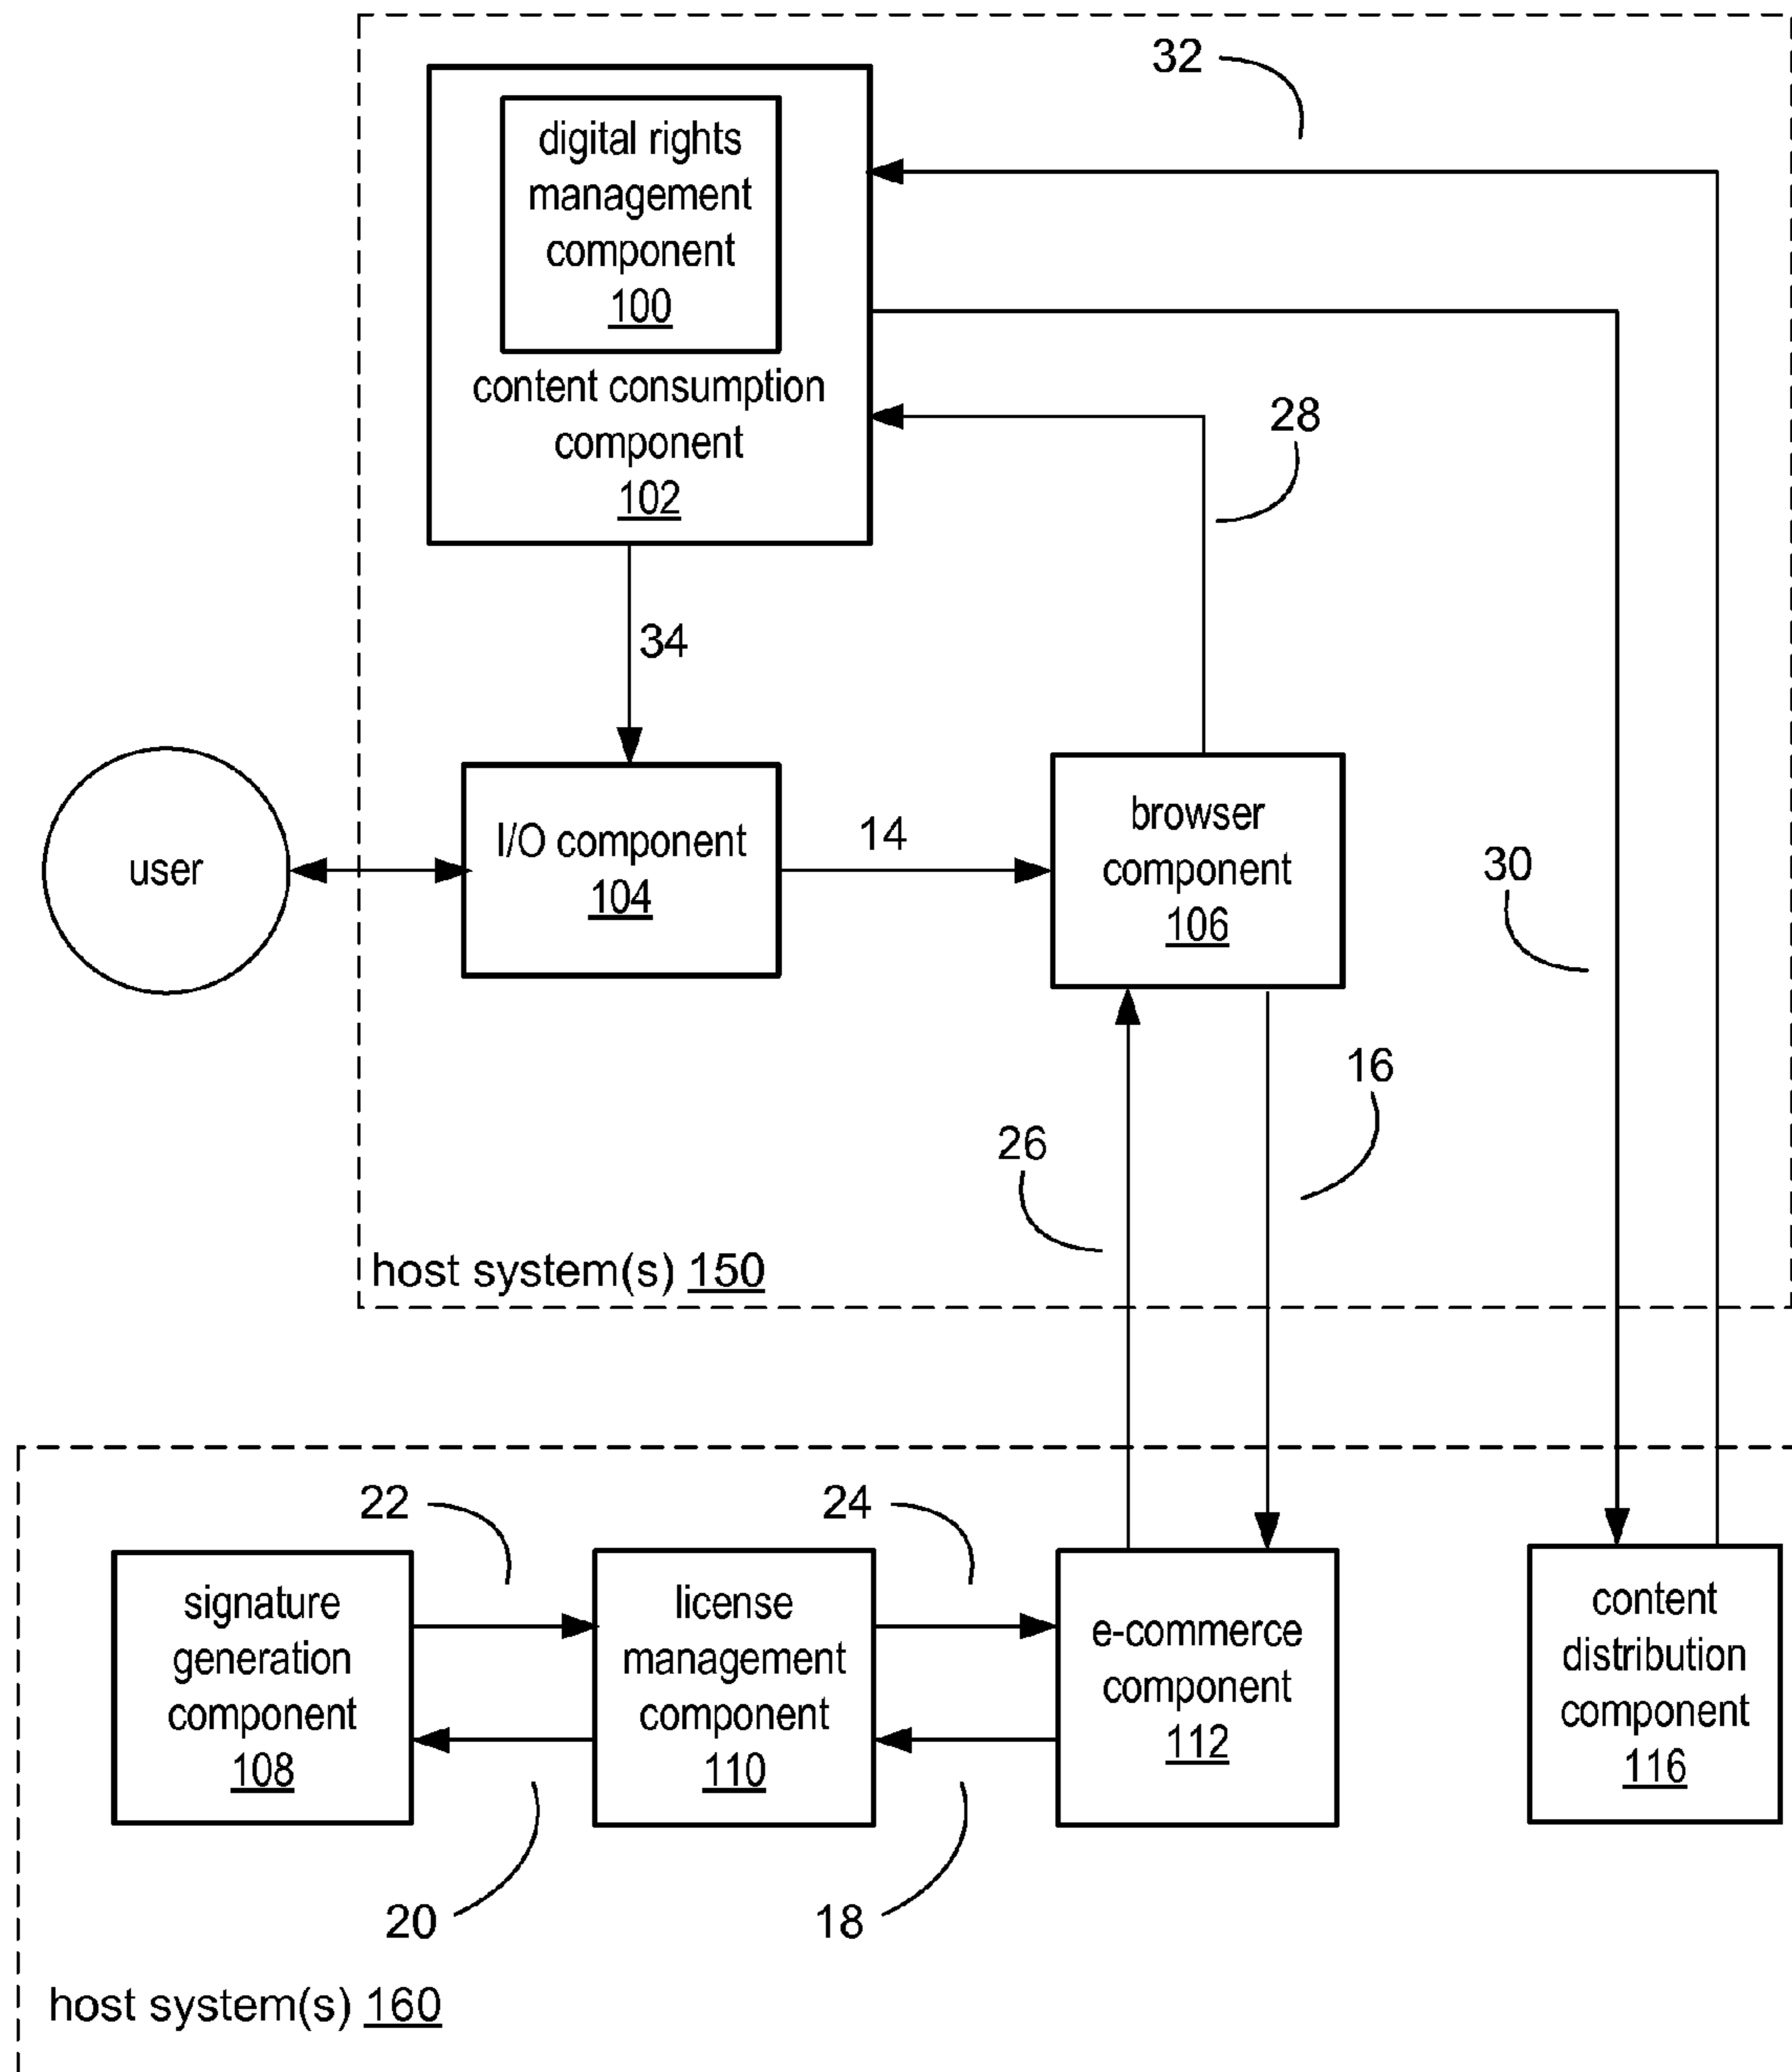 32
digital rights
management
component
100
content consumption
component
102
28
34
user
I/O component
104
14
browser
component
106
30
16
26
host system(s) 150
22
24
signature
generation
component
108
license
management
component
110
e-commerce
component
112
content
distribution
component
116
20
18
host system(s) 160